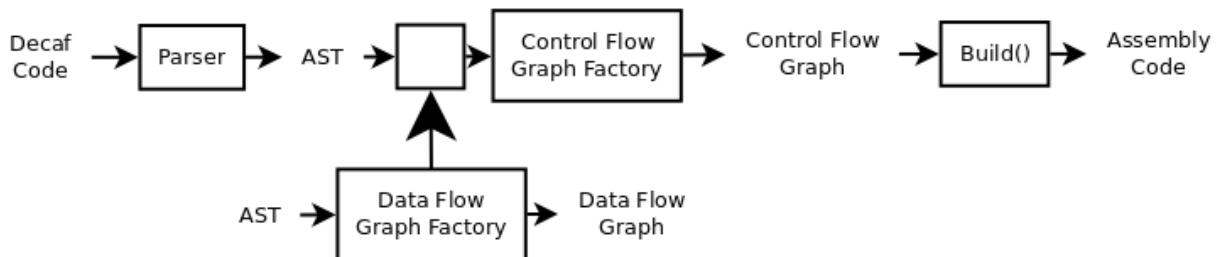 Decaf
Code
Parser
AST
Control Flow
Graph Factory
Control Flow
Graph
Build()
Assembly
Code
AST
Data Flow
Graph Factory
Data Flow
Graph